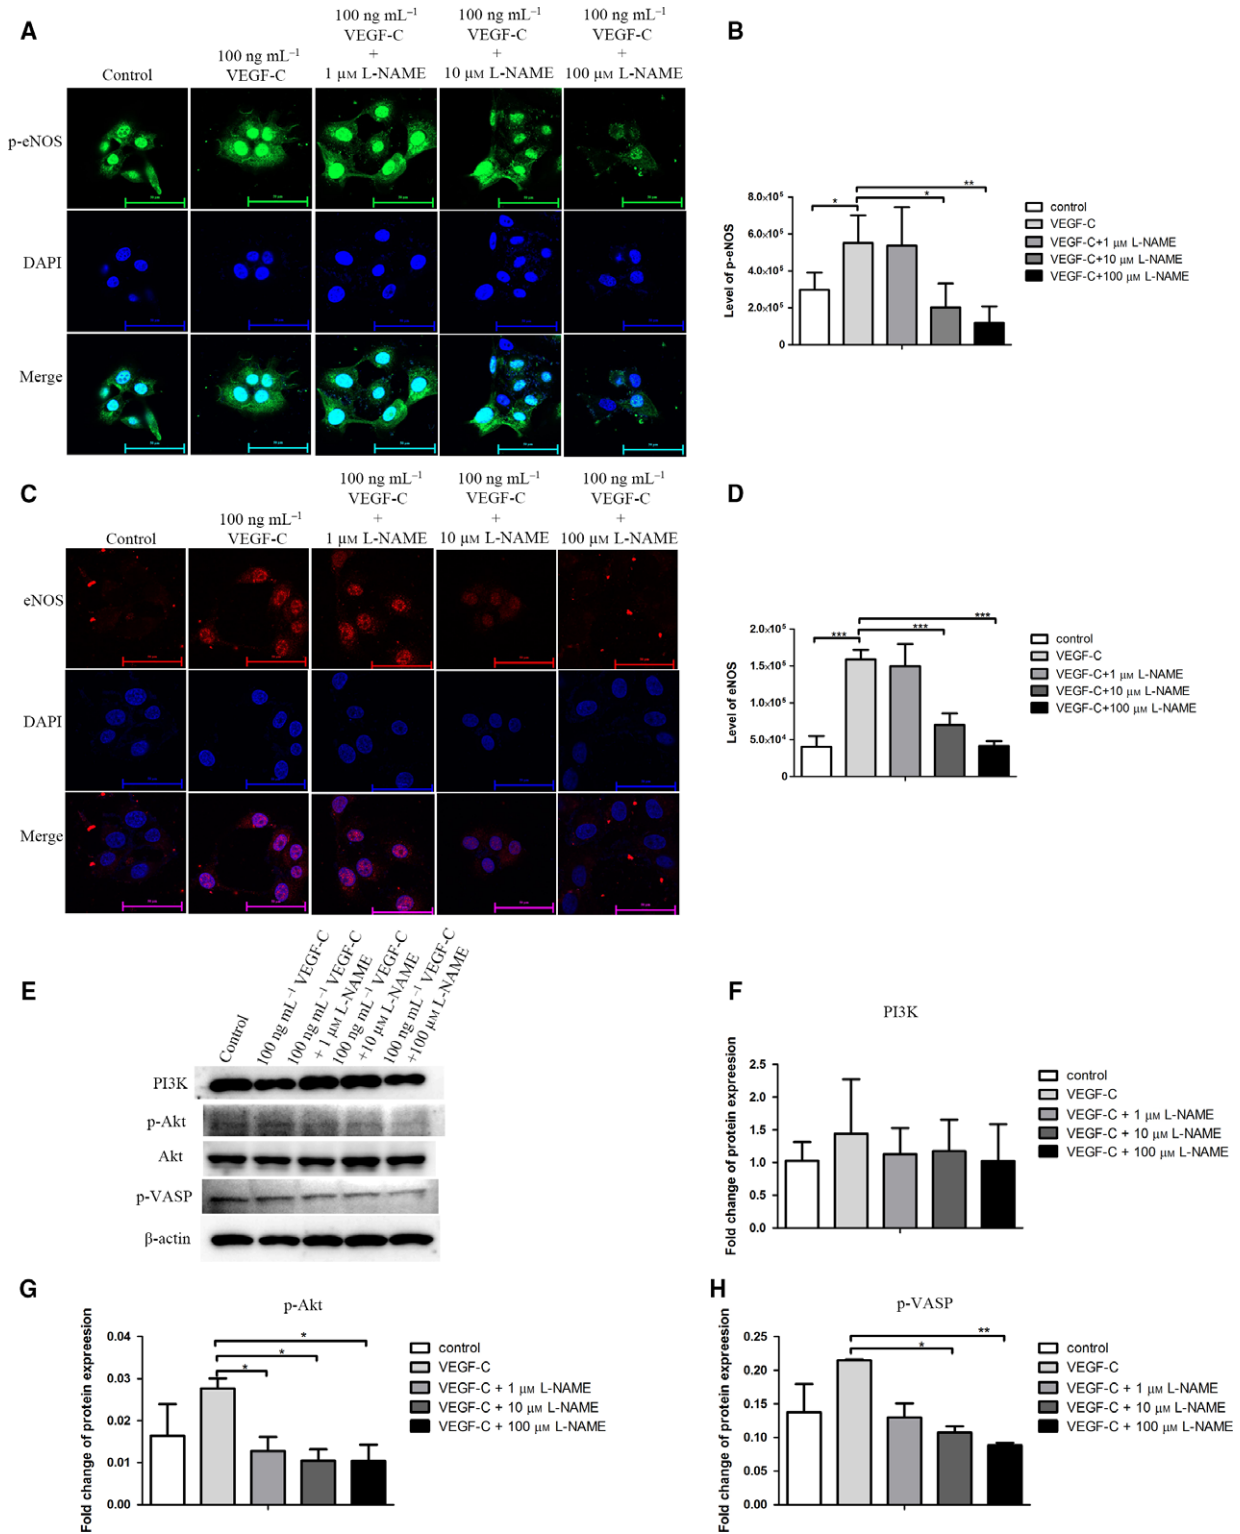 A
Control
100 ng mL⁻¹
VEGF-C
100 ng mL⁻¹
VEGF-C
+
1 μM L-NAME
100 ng mL⁻¹
VEGF-C
+
10 μM L-NAME
100 ng mL⁻¹
VEGF-C
+
100 μM L-NAME
p-eNOS
DAPI
Merge
B
Level of p-eNOS
8.0×10⁵
6.0×10⁵
4.0×10⁵
2.0×10⁵
0
*
*
**
control
VEGF-C
VEGF-C+1 μM L-NAME
VEGF-C+10 μM L-NAME
VEGF-C+100 μM L-NAME
C
Control
100 ng mL⁻¹
VEGF-C
100 ng mL⁻¹
VEGF-C
+
1 μM L-NAME
100 ng mL⁻¹
VEGF-C
+
10 μM L-NAME
100 ng mL⁻¹
VEGF-C
+
100 μM L-NAME
eNOS
DAPI
Merge
D
Level of eNOS
2.0×10⁵
1.5×10⁵
1.0×10⁵
5.0×10⁴
0
***
***
***
control
VEGF-C
VEGF-C+1 μM L-NAME
VEGF-C+10 μM L-NAME
VEGF-C+100 μM L-NAME
E
Control
100 ng mL⁻¹ VEGF-C
100 ng mL⁻¹ VEGF-C
+ 1 μM L-NAME
100 ng mL⁻¹ VEGF-C
+10 μM L-NAME
100 ng mL⁻¹ VEGF-C
+100 μM L-NAME
PI3K
p-Akt
Akt
p-VASP
β-actin
F
PI3K
Fold change of protein expreesion
2.5
2.0
1.5
1.0
0.5
0.0
control
VEGF-C
VEGF-C + 1 μM L-NAME
VEGF-C + 10 μM L-NAME
VEGF-C + 100 μM L-NAME
G
p-Akt
Fold change of protein expreesion
0.04
0.03
0.02
0.01
0.00
*
*
*
control
VEGF-C
VEGF-C + 1 μM L-NAME
VEGF-C + 10 μM L-NAME
VEGF-C + 100 μM L-NAME
H
p-VASP
Fold change of protein expreesion
0.25
0.20
0.15
0.10
0.05
0.00
*
**
control
VEGF-C
VEGF-C + 1 μM L-NAME
VEGF-C + 10 μM L-NAME
VEGF-C + 100 μM L-NAME